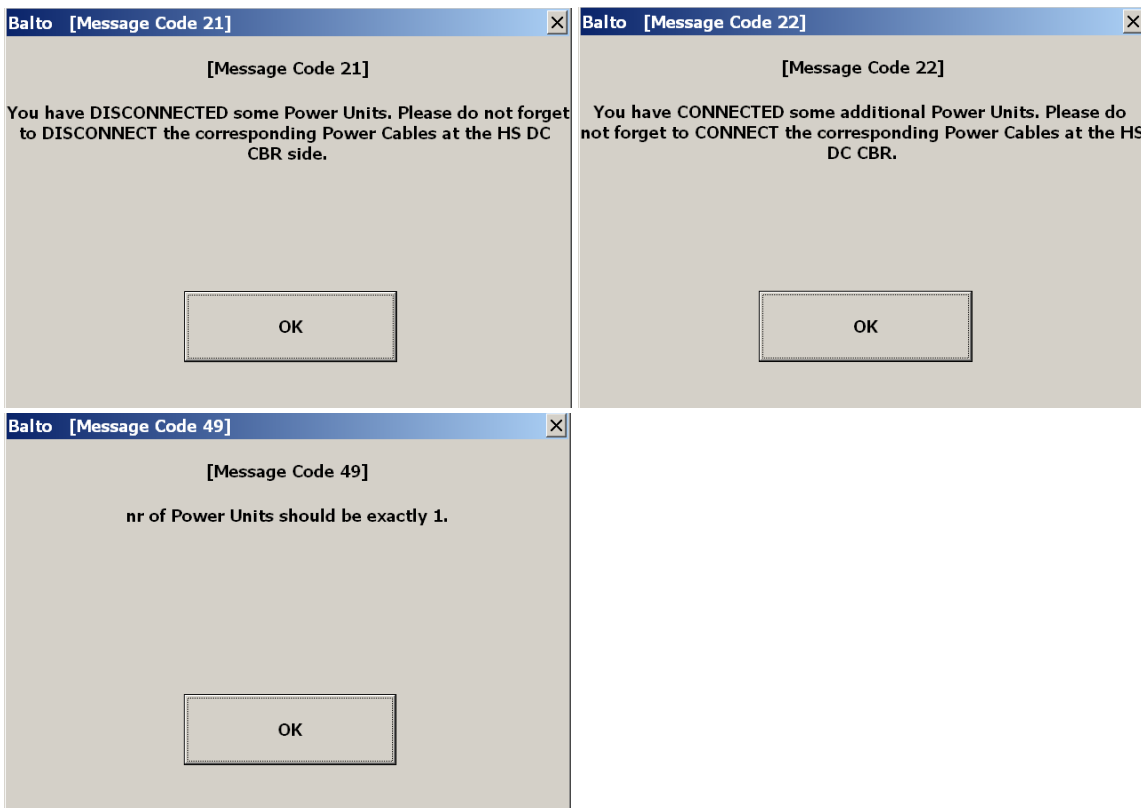 Balto [Message Code 21]
[Message Code 21]
You have DISCONNECTED some Power Units. Please do not forget
to DISCONNECT the corresponding Power Cables at the HS DC
CBR side.
OK
Balto [Message Code 22]
[Message Code 22]
You have CONNECTED some additional Power Units. Please do
not forget to CONNECT the corresponding Power Cables at the HS
DC CBR.
OK
Balto [Message Code 49]
[Message Code 49]
nr of Power Units should be exactly 1.
OK